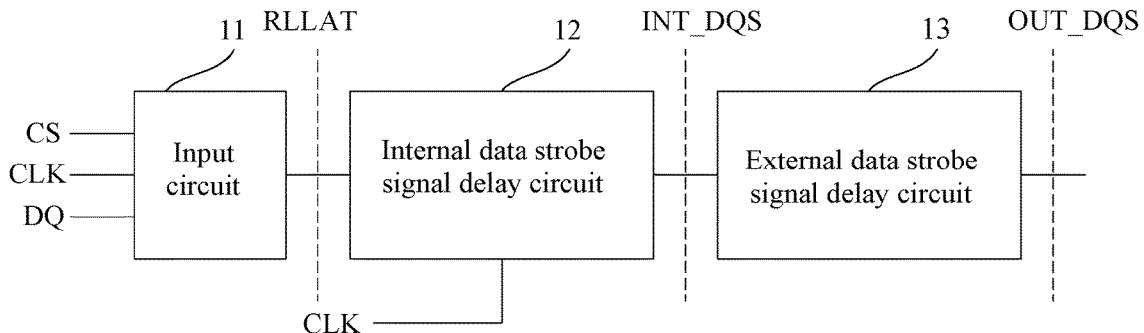 11 RLLAT 12 INT_DQS 13 OUT_DQS
CS
CLK
DQ
Input
circuit
Internal data strobe
signal delay circuit
External data strobe
signal delay circuit
CLK